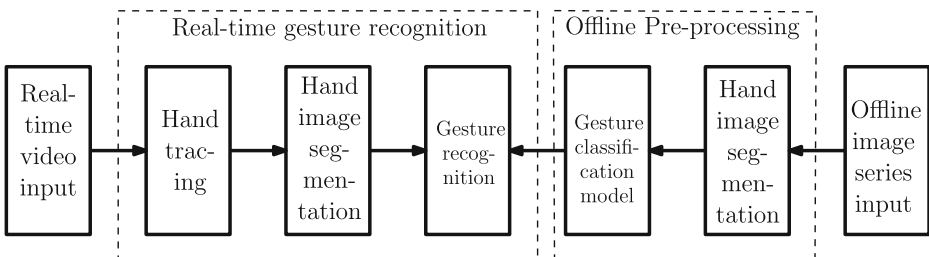 Real-time gesture recognition
Offline Pre-processing
Real-
time
video
input
Hand
trac-
ing
Hand
image
seg-
men-
tation
Gesture
recog-
nition
Gesture
classifi-
cation
model
Hand
image
seg-
men-
tation
Offline
image
series
input